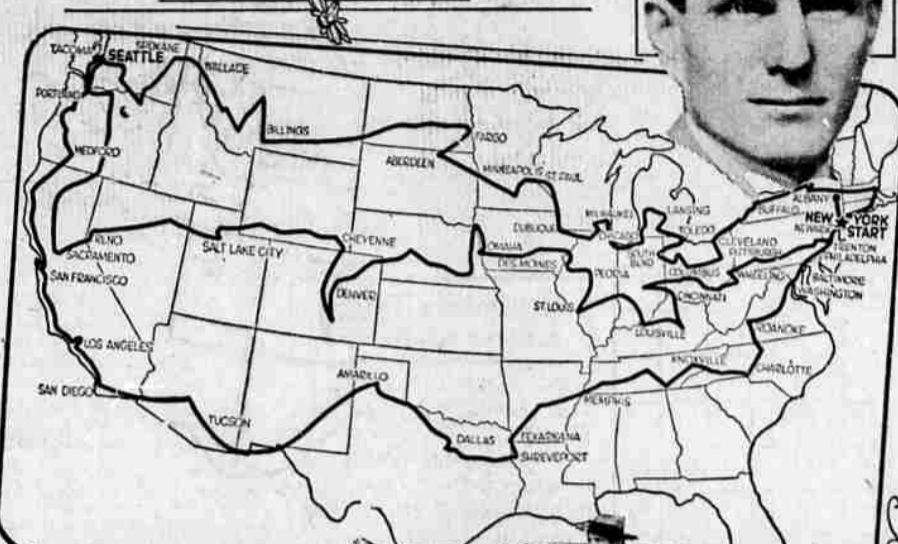 TACOMA
SPOKANE
SEATTLE
WALLACE
PORTLAND
BILLINGS
FARGO
MEDFORD
ABERDEEN
MINNEAPOLIS ST. PAUL
ALBANY
BUFFALO
LANSING
MILWAUKEE
NEW YORK
START
NEWARK
TOLEDO
DUBUQUE
CHICAGO
RENO
CHEYENNE
CLEVELAND
TRENTON
SALT LAKE CITY
OMAHA
SOUTH BEND
PITTSBURGH
PHILADELPHIA
SACRAMENTO
DES MOINES
PEORIA
COLUMBUS
WHEELING
BALTIMORE
SAN FRANCISCO
DENVER
CINCINNATI
WASHINGTON
ST. LOUIS
LOUISVILLE
ROANOKE
LOS ANGELES
KNOXVILLE
CHARLOTTE
AMARILLO
SAN DIEGO
MEMPHIS
TUCSON
DALLAS
TEXARKANA
SHREVEPORT